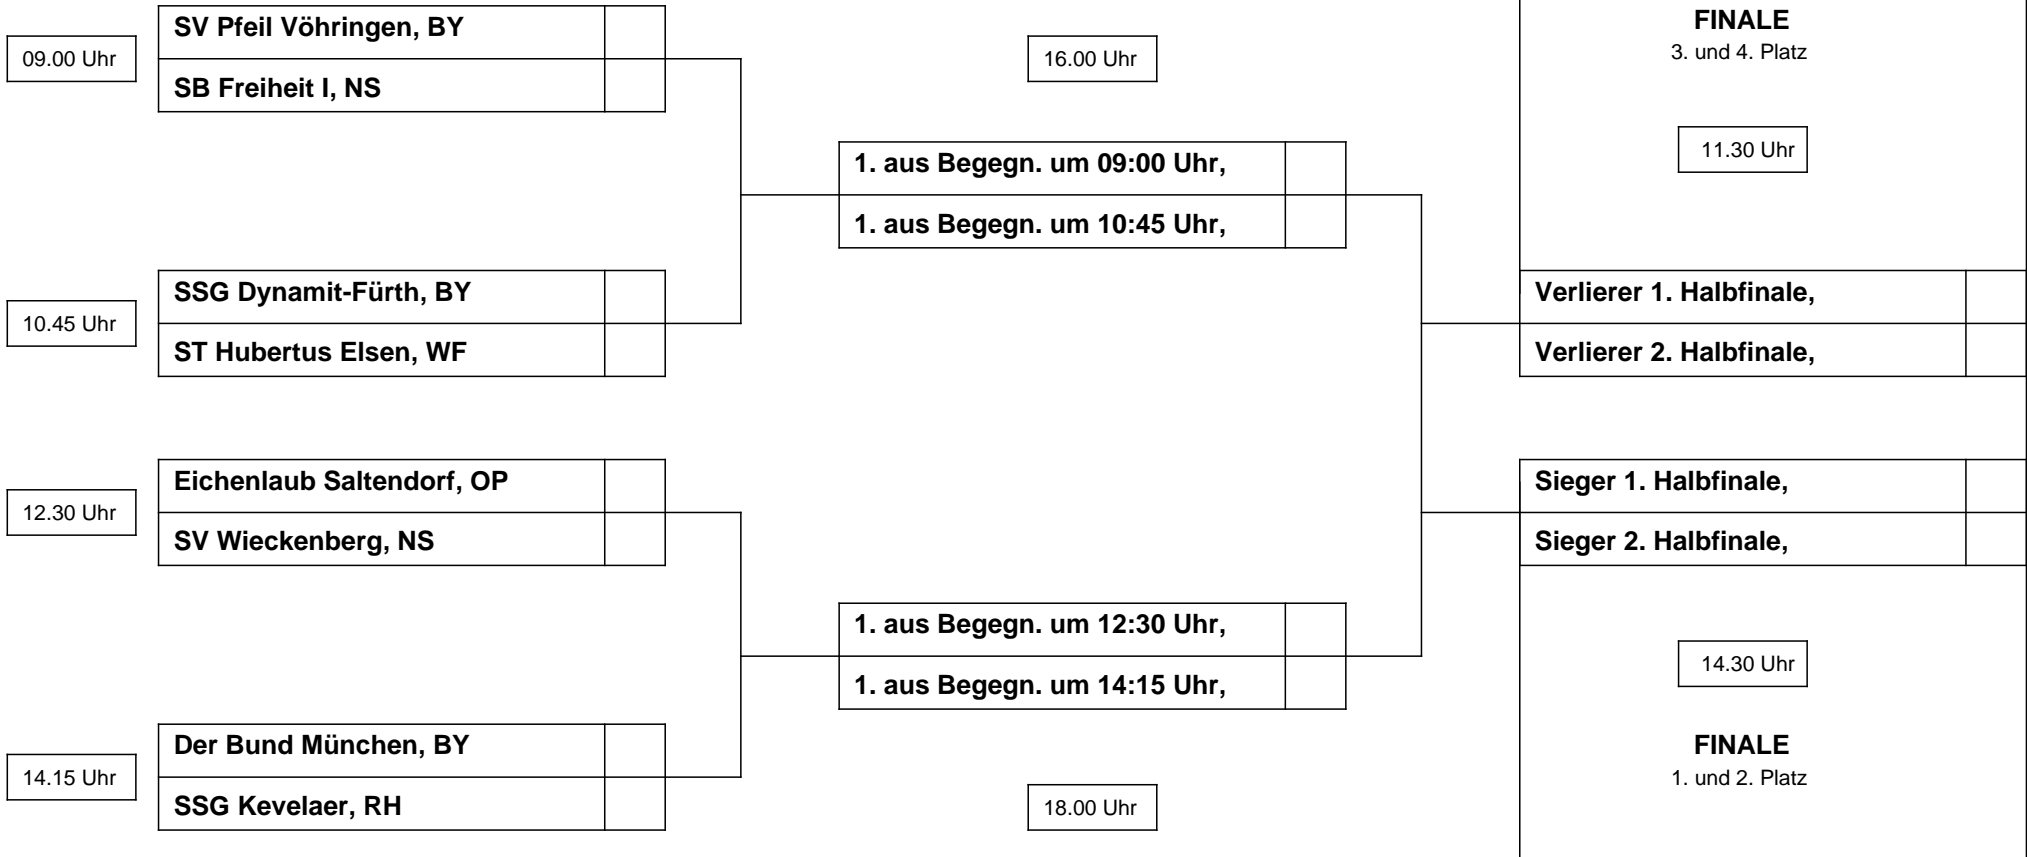 SV Pfeil Vöhringen, BY
09.00 Uhr
SB Freiheit I, NS
SSG Dynamit-Fürth, BY
10.45 Uhr
ST Hubertus Elsen, WF
Eichenlaub Saltendorf, OP
12.30 Uhr
SV Wieckenberg, NS
Der Bund München, BY
14.15 Uhr
SSG Kevelaer, RH
16.00 Uhr
1. aus Begegn. um 09:00 Uhr,
1. aus Begegn. um 10:45 Uhr,
1. aus Begegn. um 12:30 Uhr,
1. aus Begegn. um 14:15 Uhr,
18.00 Uhr
FINALE
3. und 4. Platz
11.30 Uhr
Verlierer 1. Halbfinale,
Verlierer 2. Halbfinale,
Sieger 1. Halbfinale,
Sieger 2. Halbfinale,
14.30 Uhr
FINALE
1. und 2. Platz